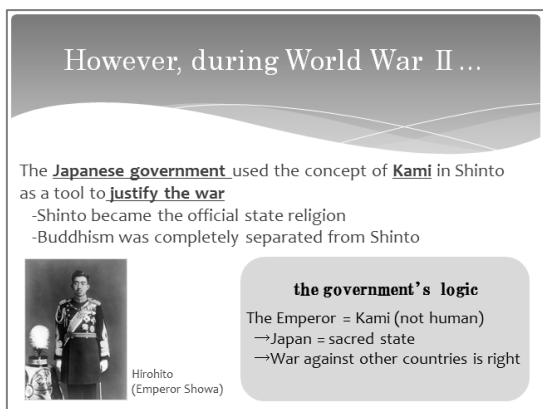 However, during World War Ⅱ…
The Japanese government used the concept of Kami in Shinto
as a tool to justify the war
-Shinto became the official state religion
-Buddhism was completely separated from Shinto
the government's logic
The Emperor = Kami (not human)
→Japan = sacred state
→War against other countries is right
Hirohito
(Emperor Showa)